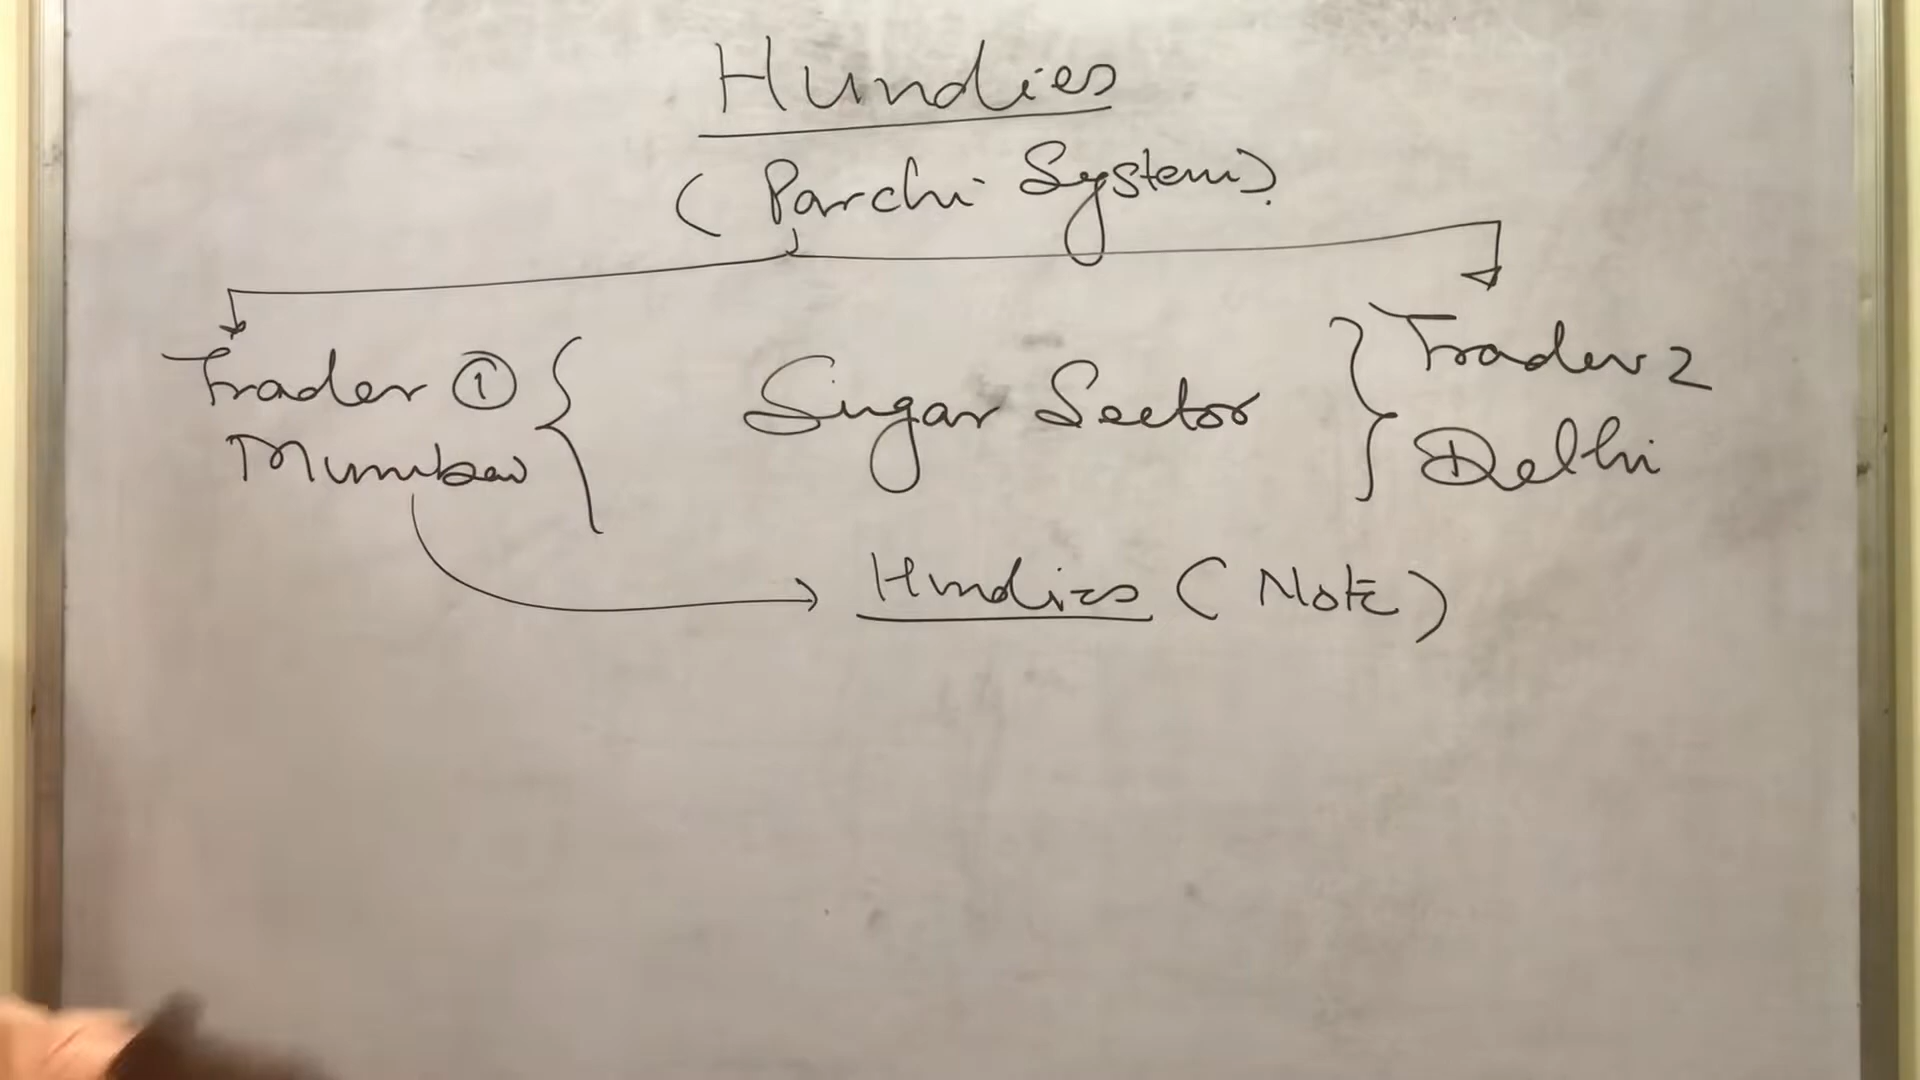 Hundies
(Parchi System)
Trader ① { Sugar Sector } Trader 2
Mumbai Delhi
Hundies (Note)